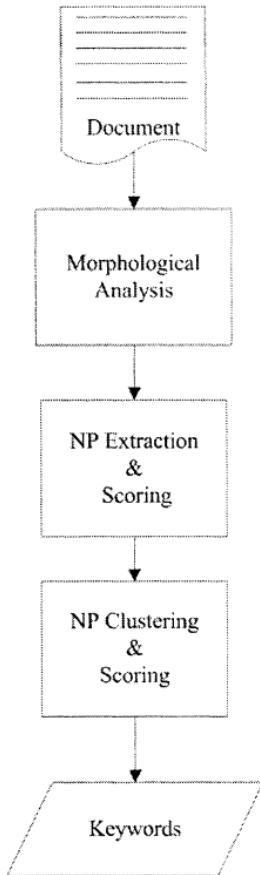 Document
Morphological
Analysis
NP Extraction
&
Scoring
NP Clustering
&
Scoring
Keywords